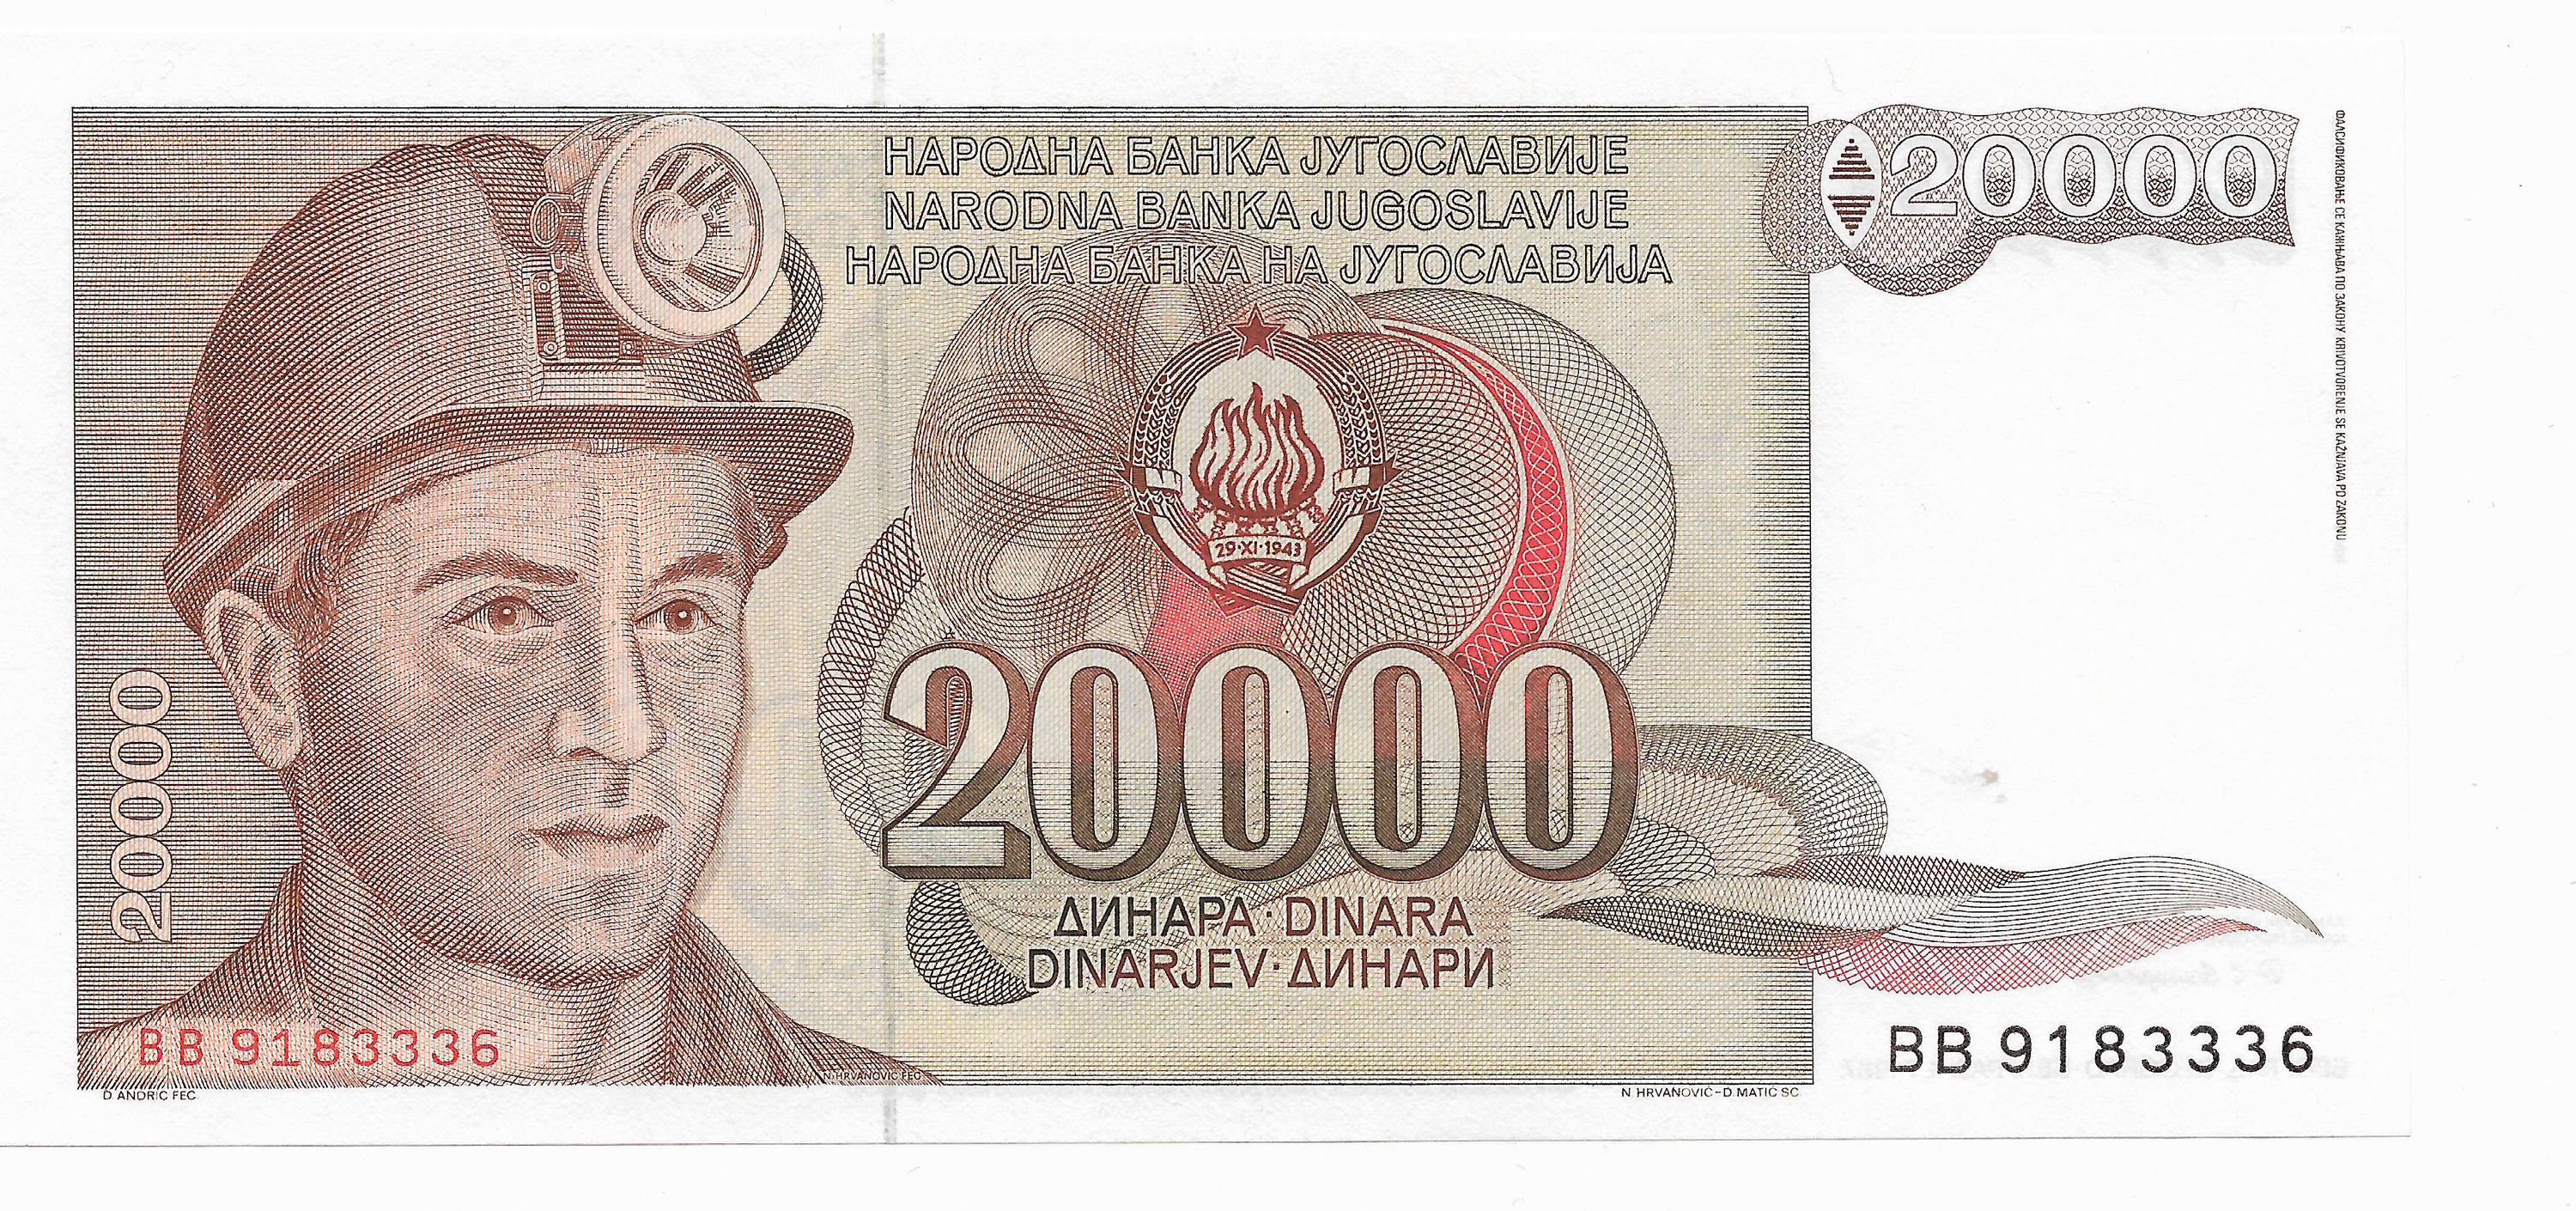 НАРОДНА БАНКА ЈУГОСЛАВИЈЕ
NARODNA BANKA JUGOSLAVIJE
НАРОДНА БАНКА НА ЈУГОСЛАВИЈА
20000
ФАЛСИФИКОВАЊЕ СЕ КАЖЊАВА ПО ЗАКОНУ KRIVOTVORENJE SE KAŽNJAVA PO ZAKONU
29·XI·1943
20000
20000
ДИНАРА · DINARA
DINARJEV · ДИНАРИ
BB 9183336
BB 9183336
D. ANDRIĆ FEC.
N. HRVANOVIĆ FEC.
N. HRVANOVIĆ – D. MATIĆ SC.